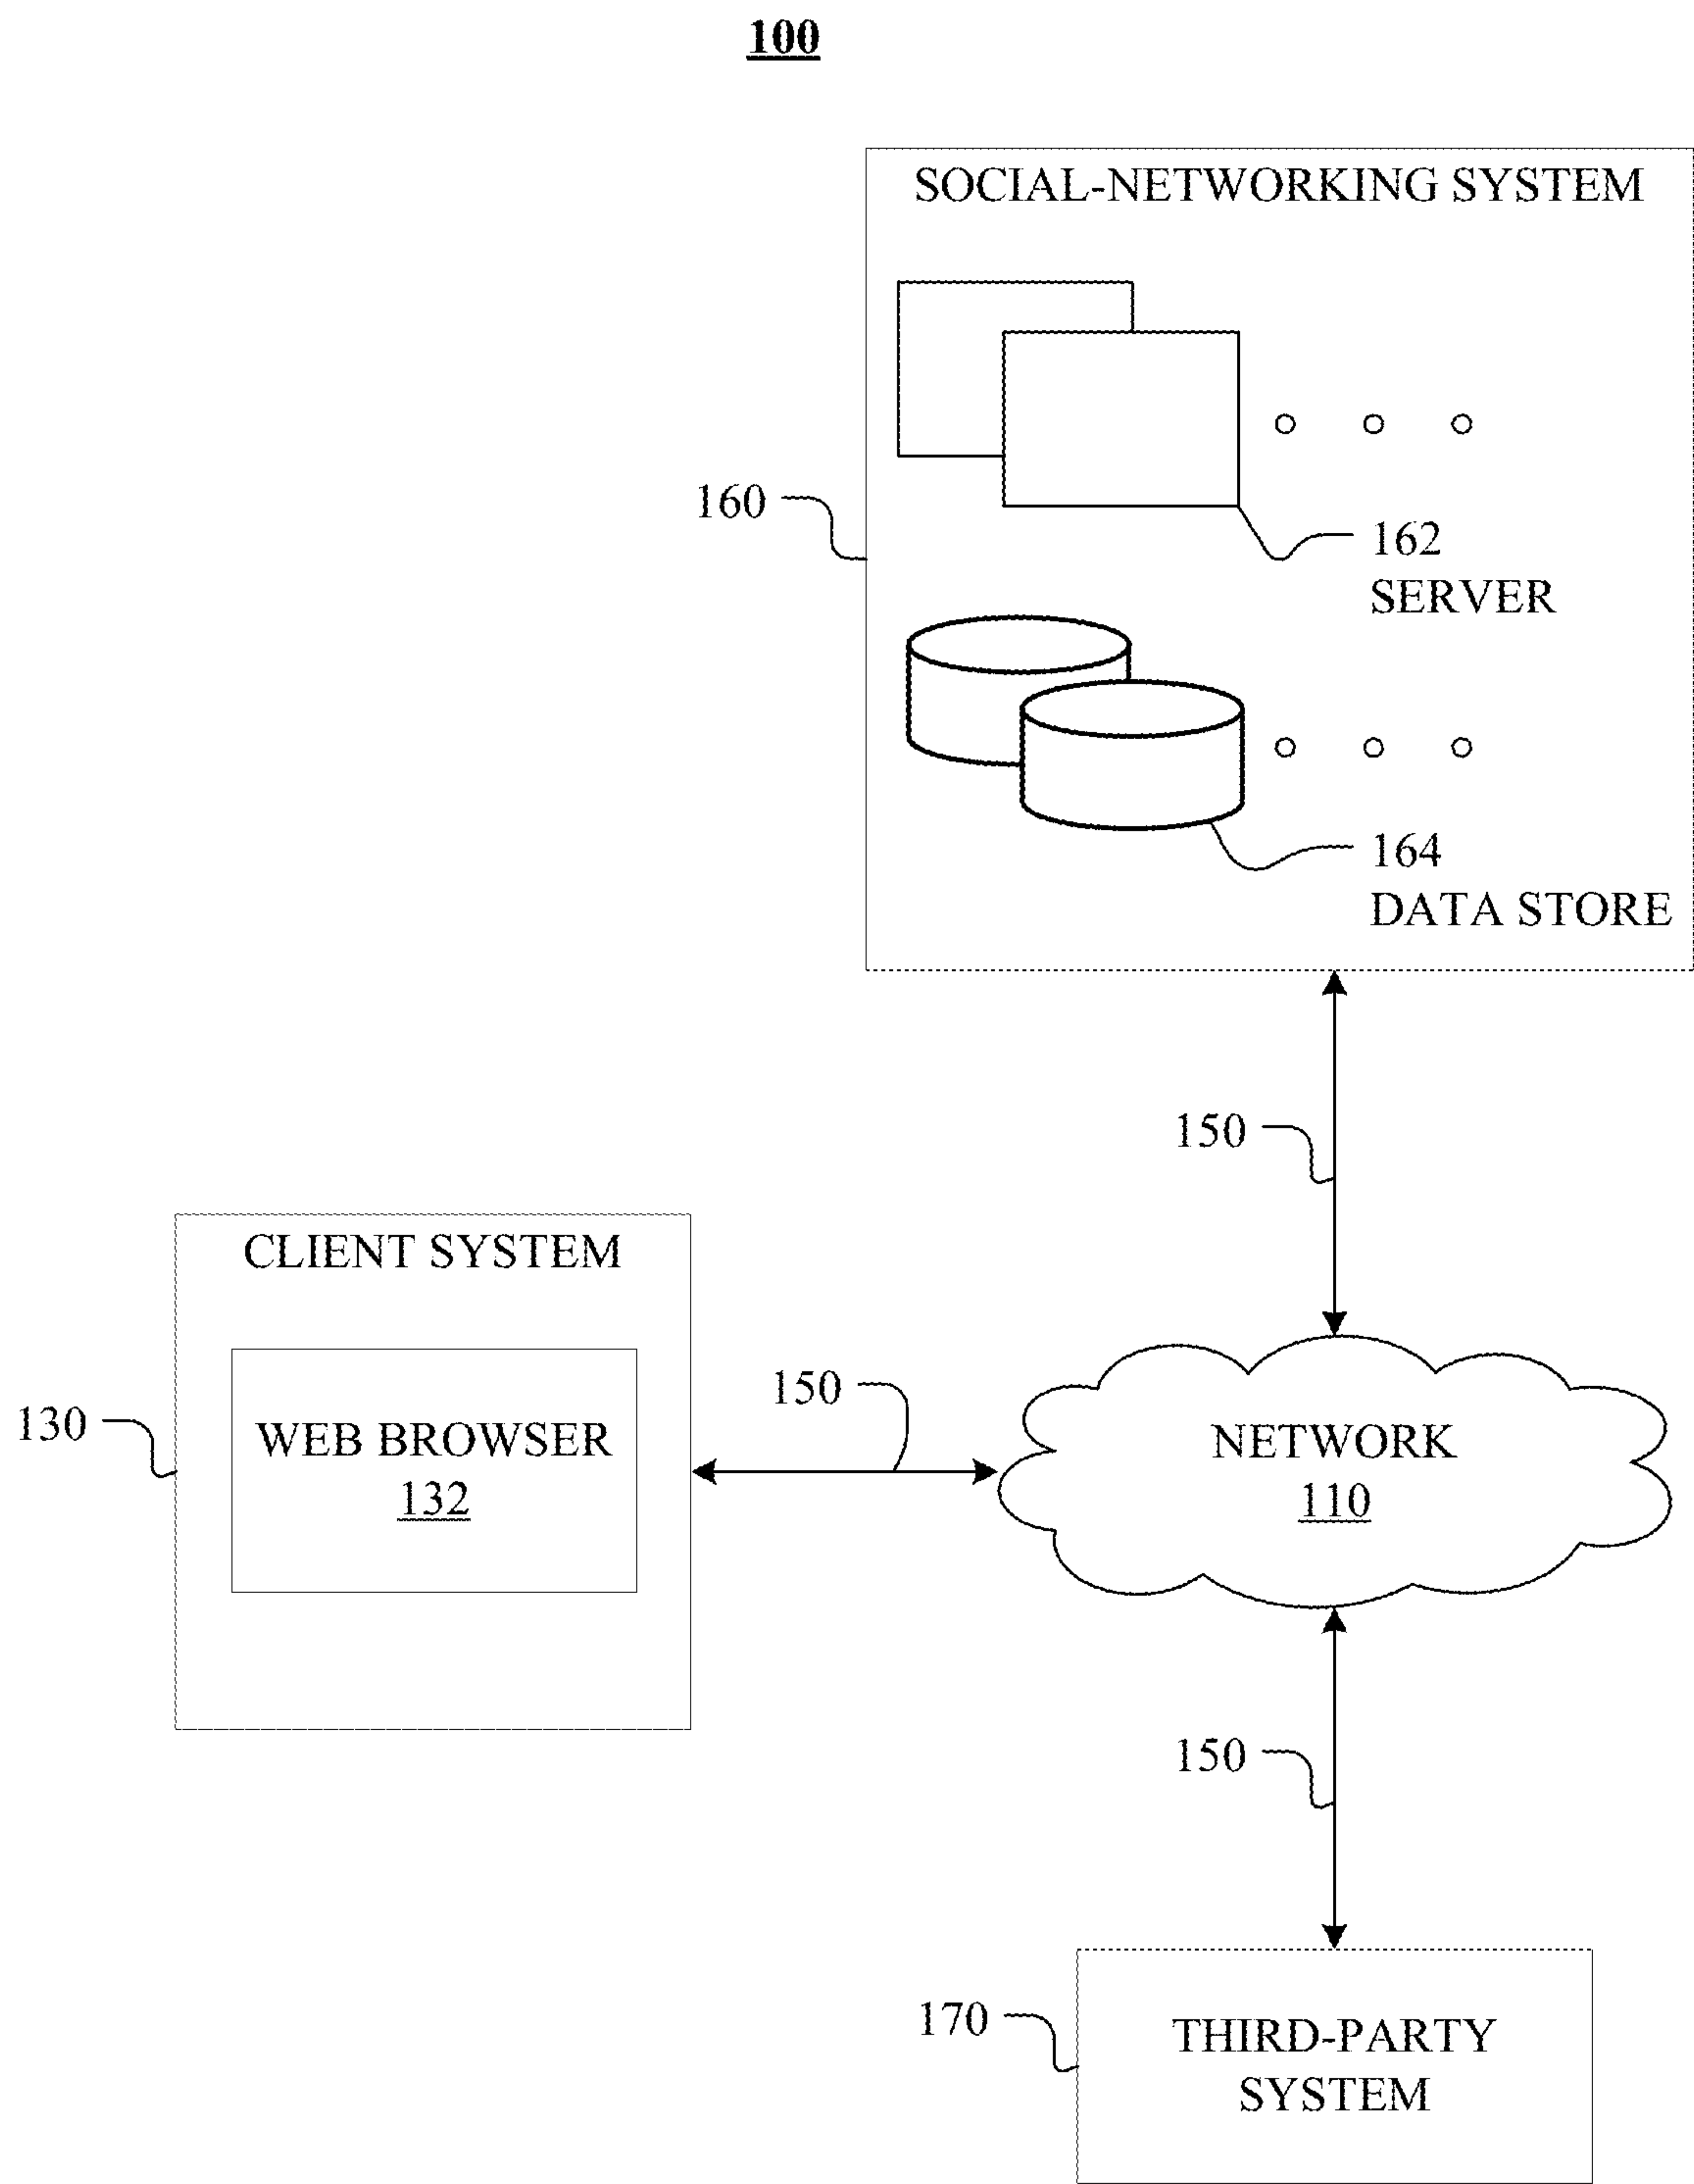 100
SOCIAL-NETWORKING SYSTEM
160
162
SERVER
164
DATA STORE
150
CLIENT SYSTEM
130
WEB BROWSER
132
150
NETWORK
110
150
170
THIRD-PARTY
SYSTEM